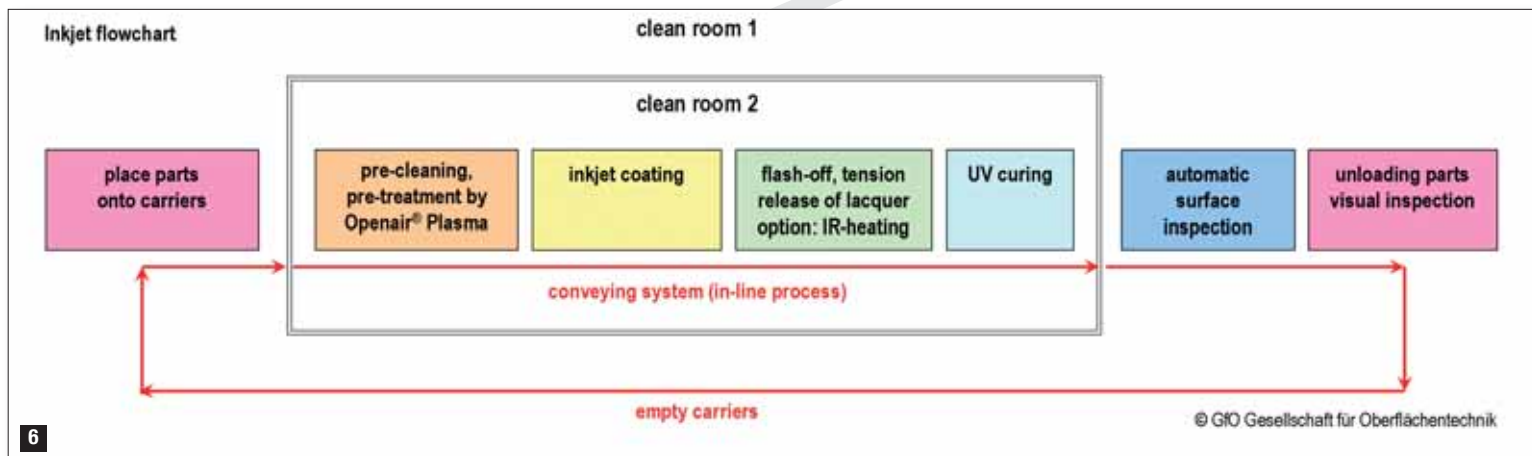 Inkjet flowchart
clean room 1
clean room 2
place parts
onto carriers
pre-cleaning,
pre-treatment by
Openair® Plasma
inkjet coating
flash-off, tension
release of lacquer
option: IR-heating
UV curing
automatic
surface
inspection
unloading parts
visual inspection
conveying system (in-line process)
empty carriers
© GfO Gesellschaft für Oberflächentechnik
6